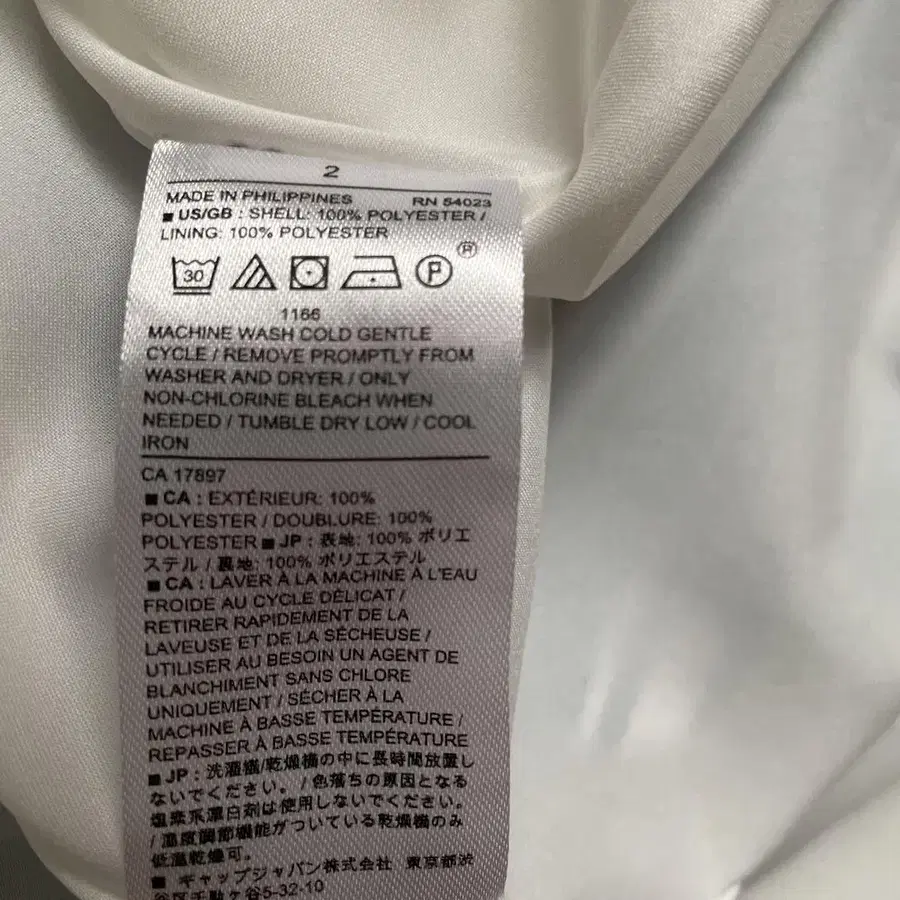 2
MADE IN PHILIPPINES RN 54023
■ US/GB : SHELL: 100% POLYESTER /
LINING: 100% POLYESTER
30 P ®
1166
MACHINE WASH COLD GENTLE
CYCLE / REMOVE PROMPTLY FROM
WASHER AND DRYER / ONLY
NON-CHLORINE BLEACH WHEN
NEEDED / TUMBLE DRY LOW / COOL
IRON
CA 17897
■ CA : EXTÉRIEUR: 100%
POLYESTER / DOUBLURE: 100%
POLYESTER ■ JP : 表地: 100% ポリエ
ステル / 裏地: 100% ポリエステル
■ CA : LAVER À LA MACHINE À L'EAU
FROIDE AU CYCLE DÉLICAT /
RETIRER RAPIDEMENT DE LA
LAVEUSE ET DE LA SÉCHEUSE /
UTILISER AU BESOIN UN AGENT DE
BLANCHIMENT SANS CHLORE
UNIQUEMENT / SÉCHER À LA
MACHINE À BASSE TEMPÉRATURE /
REPASSER À BASSE TEMPÉRATURE
■ JP : 洗濯機/乾燥機の中に長時間放置し
ないでください。 / 色落ちの原因となる
塩素系漂白剤は使用しないでください。
/ 温度調節機能がついている乾燥機のみ
低温乾燥可。
■ ギャップジャパン株式会社 東京都渋
谷区千駄ヶ谷5-32-10